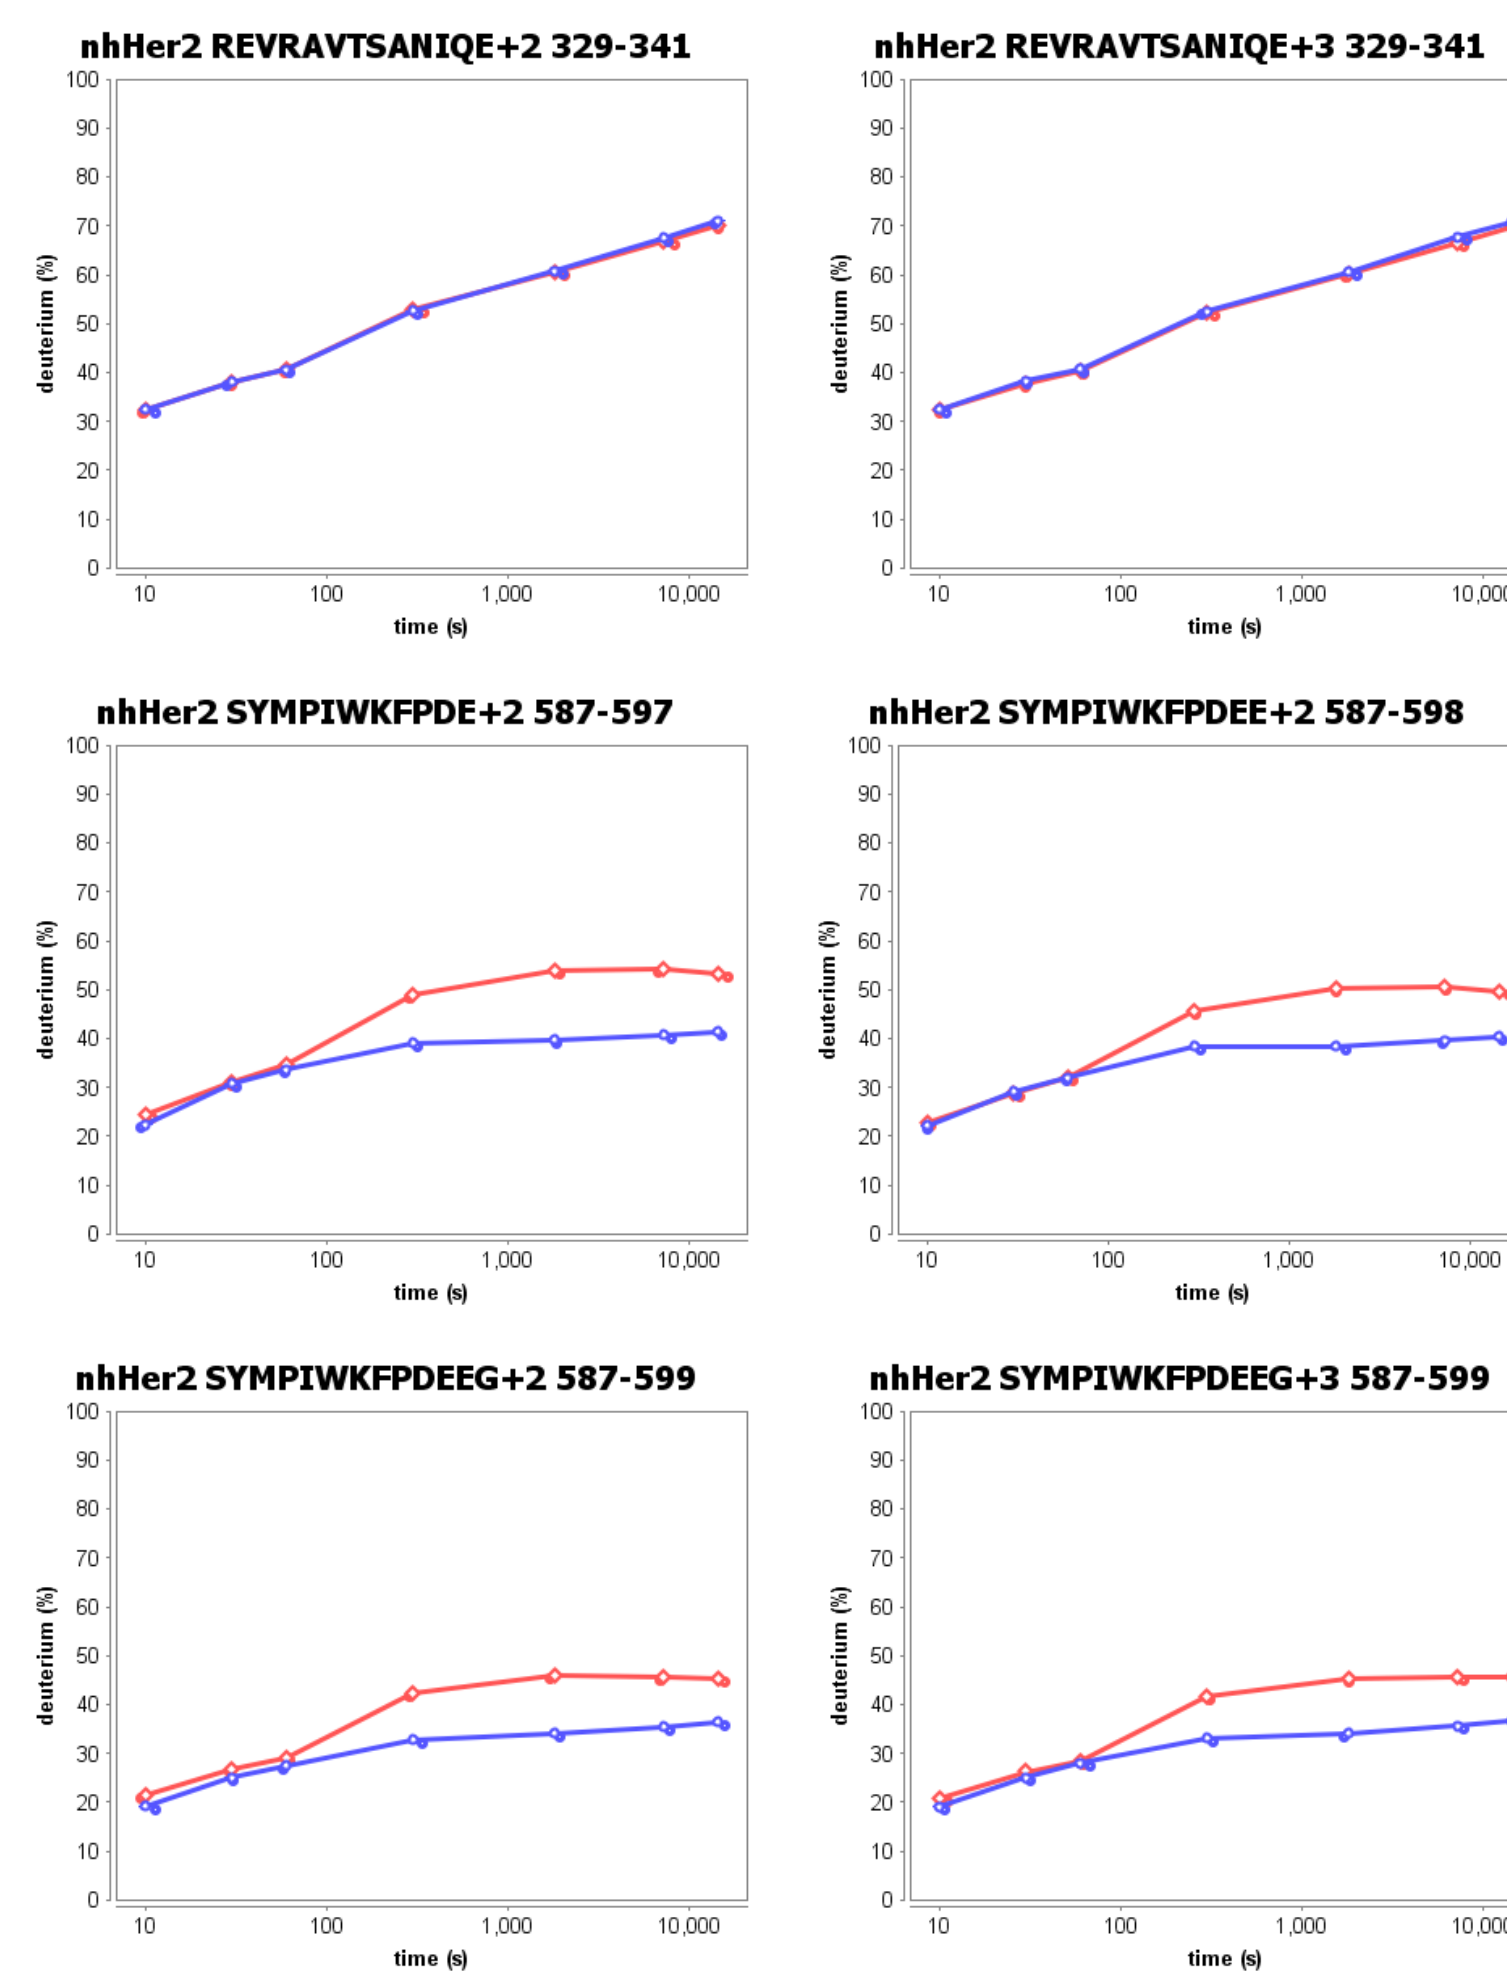 nhHer2 REVRAVTSANIQE+2 329-341
100
90
80
70
60
50
40
30
20
10
0
deuterium (%)
10 100 1,000 10,000
time (s)
nhHer2 REVRAVTSANIQE+3 329-341
100
90
80
70
60
50
40
30
20
10
0
deuterium (%)
10 100 1,000 10,000
time (s)
nhHer2 SYMPIWKFPDE+2 587-597
100
90
80
70
60
50
40
30
20
10
0
deuterium (%)
10 100 1,000 10,000
time (s)
nhHer2 SYMPIWKFPDEE+2 587-598
100
90
80
70
60
50
40
30
20
10
0
deuterium (%)
10 100 1,000 10,000
time (s)
nhHer2 SYMPIWKFPDEEG+2 587-599
100
90
80
70
60
50
40
30
20
10
0
deuterium (%)
10 100 1,000 10,000
time (s)
nhHer2 SYMPIWKFPDEEG+3 587-599
100
90
80
70
60
50
40
30
20
10
0
deuterium (%)
10 100 1,000 10,000
time (s)